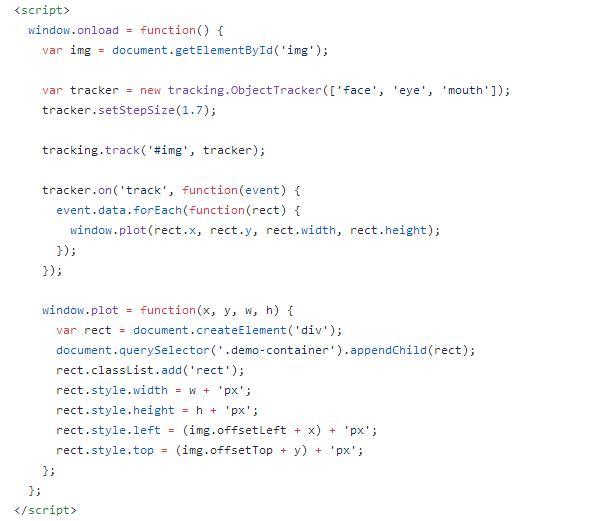 <script>
  window.onload = function() {
    var img = document.getElementById('img');

    var tracker = new tracking.ObjectTracker(['face', 'eye', 'mouth']);
    tracker.setStepSize(1.7);

    tracking.track('#img', tracker);

    tracker.on('track', function(event) {
      event.data.forEach(function(rect) {
        window.plot(rect.x, rect.y, rect.width, rect.height);
      });
    });

    window.plot = function(x, y, w, h) {
      var rect = document.createElement('div');
      document.querySelector('.demo-container').appendChild(rect);
      rect.classList.add('rect');
      rect.style.width = w + 'px';
      rect.style.height = h + 'px';
      rect.style.left = (img.offsetLeft + x) + 'px';
      rect.style.top = (img.offsetTop + y) + 'px';
    };
  };
</script>